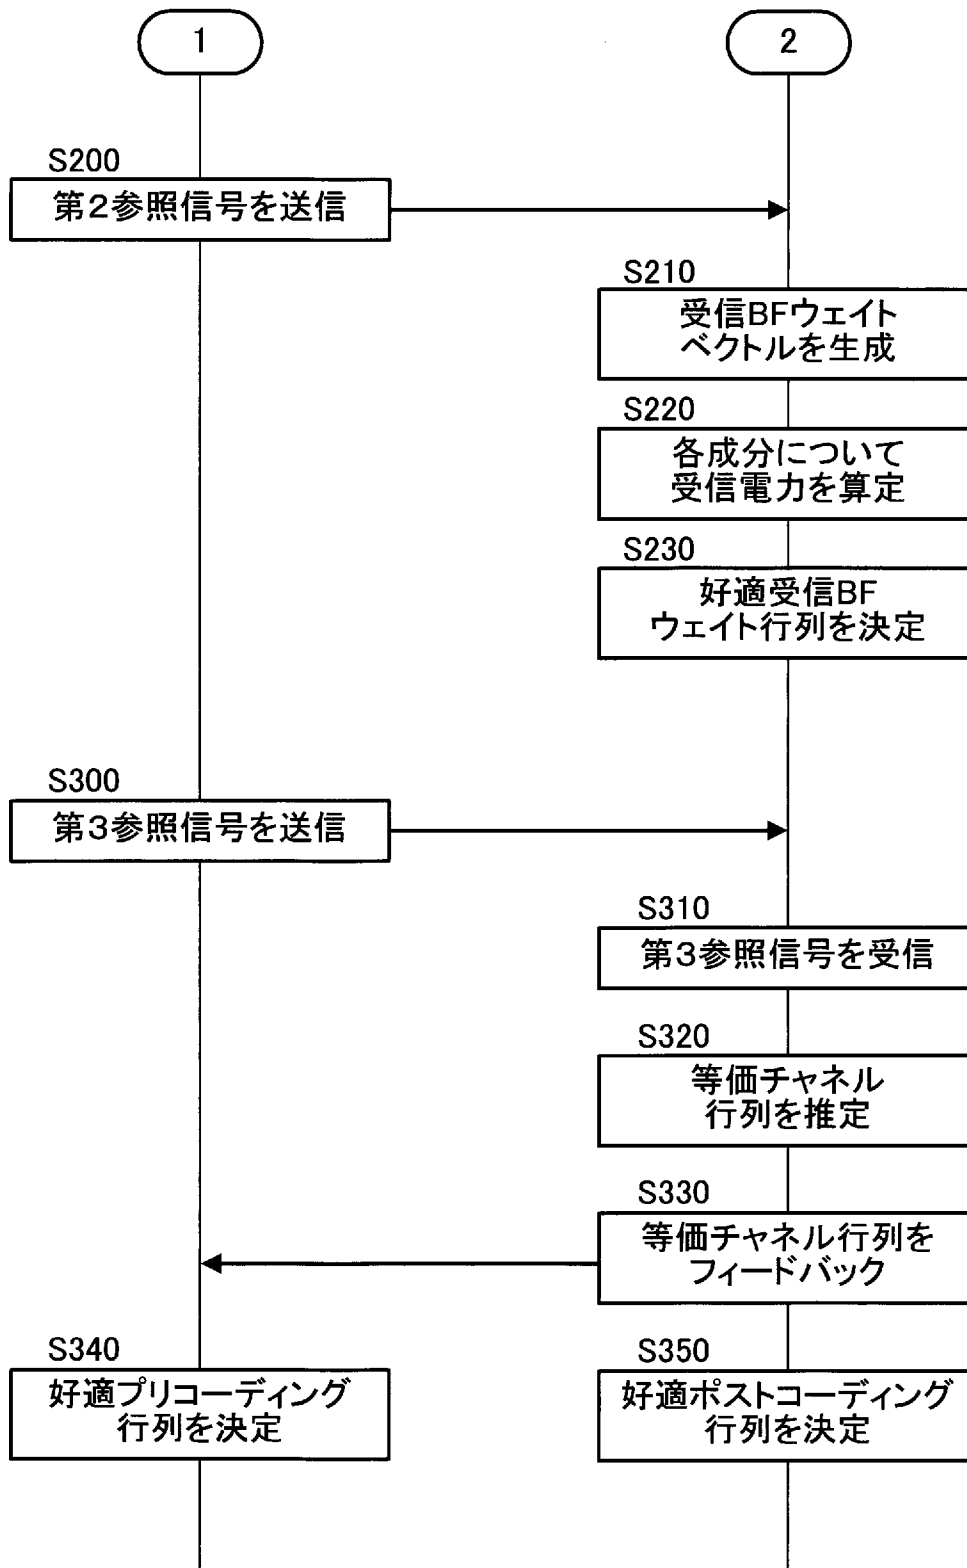 1
2
S200
第2参照信号を送信
S210
受信BFウェイト
ベクトルを生成
S220
各成分について
受信電力を算定
S230
好適受信BF
ウェイト行列を決定
S300
第3参照信号を送信
S310
第3参照信号を受信
S320
等価チャネル
行列を推定
S330
等価チャネル行列を
フィードバック
S340
好適プリコーディング
行列を決定
S350
好適ポストコーディング
行列を決定